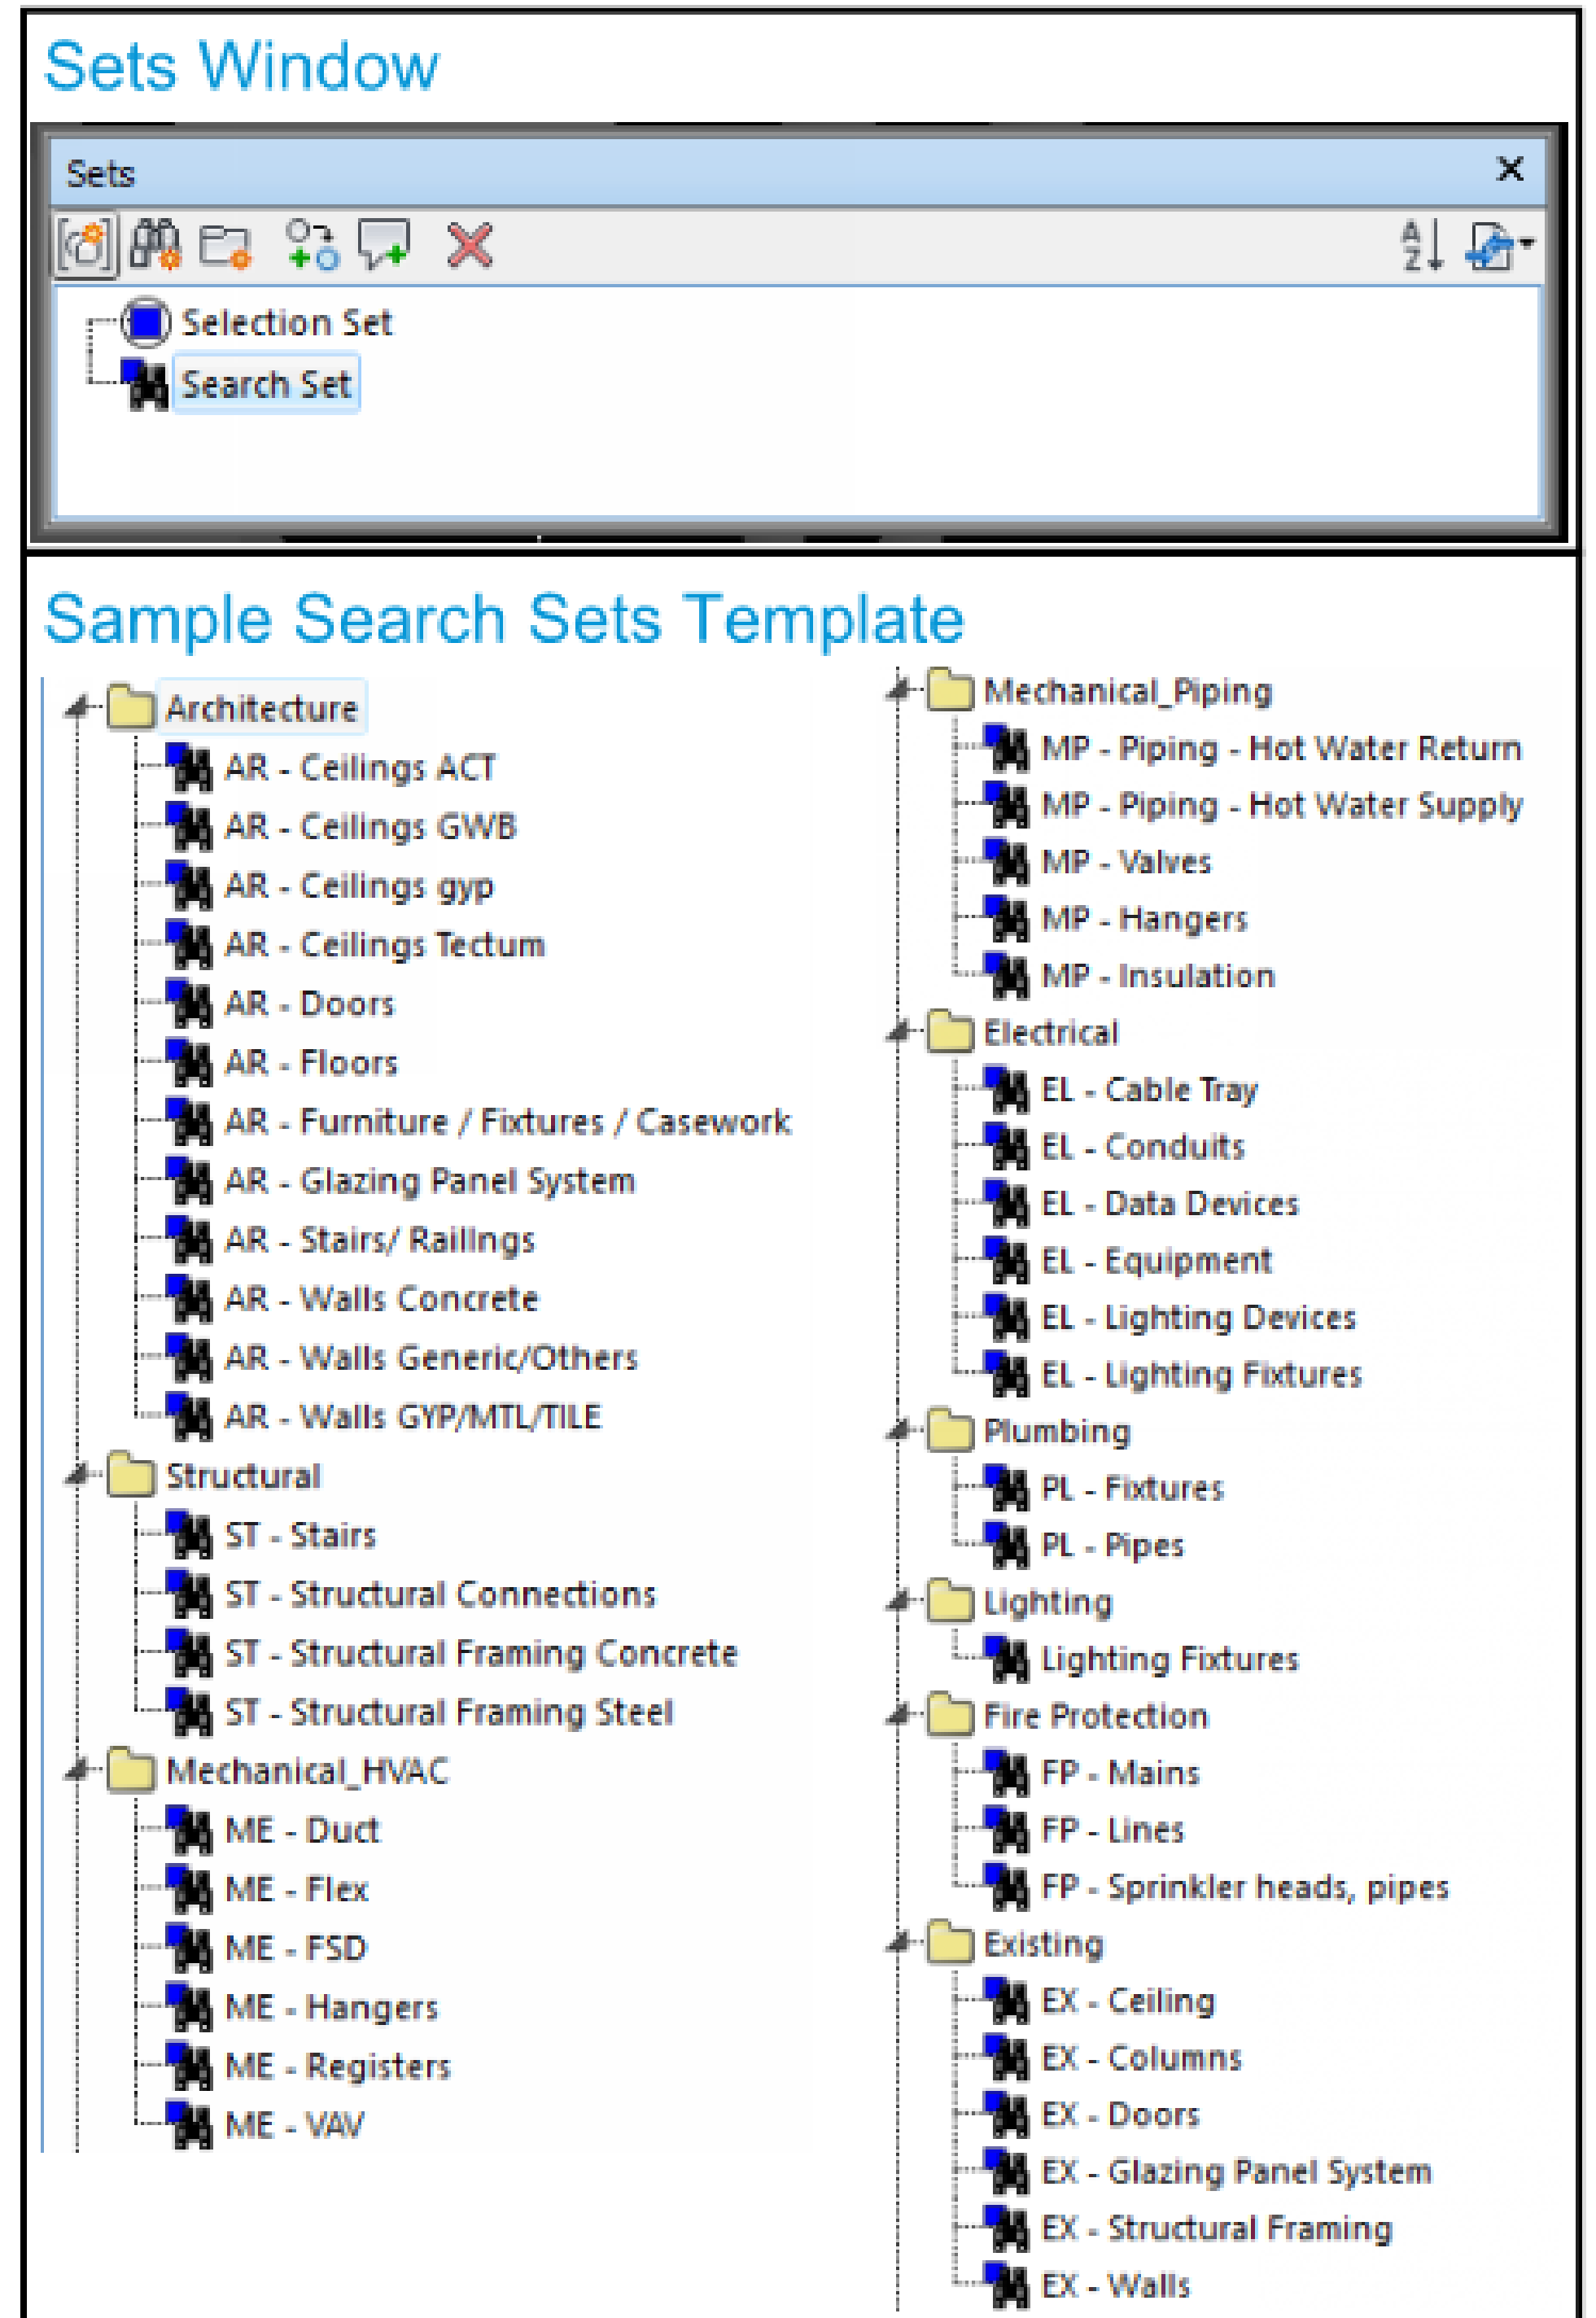 Sets Window
Sets
Selection Set
Search Set
Sample Search Sets Template
Architecture
AR - Ceilings ACT
AR - Ceilings GWB
AR - Ceilings gyp
AR - Ceilings Tectum
AR - Doors
AR - Floors
AR - Furniture / Fixtures / Casework
AR - Glazing Panel System
AR - Stairs/ Raillngs
AR - Walls Concrete
AR - Walls Generic/Others
AR - Walls GYP/MTL/TILE
Structural
ST - Stairs
ST - Structural Connections
ST - Structural Framing Concrete
ST - Structural Framing Steel
Mechanical_HVAC
ME - Duct
ME - Flex
ME - FSD
ME - Hangers
ME - Registers
ME - VAV
Mechanical_Piping
MP - Piping - Hot Water Return
MP - Piping - Hot Water Supply
MP - Valves
MP - Hangers
MP - Insulation
Electrical
EL - Cable Tray
EL - Conduits
EL - Data Devices
EL - Equipment
EL - Lighting Devices
EL - Lighting Fixtures
Plumbing
PL - Fixtures
PL - Pipes
Lighting
Lighting Fixtures
Fire Protection
FP - Mains
FP - Lines
FP - Sprinkler heads, pipes
Existing
EX - Ceiling
EX - Columns
EX - Doors
EX - Glazing Panel System
EX - Structural Framing
EX - Walls